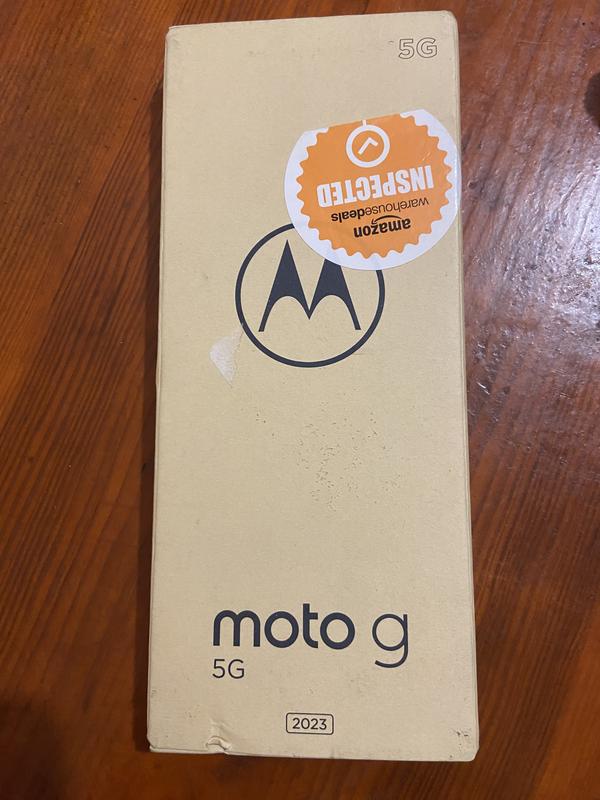 5G
INSPECTED
warehousedeals
amazon
moto g
5G
2023